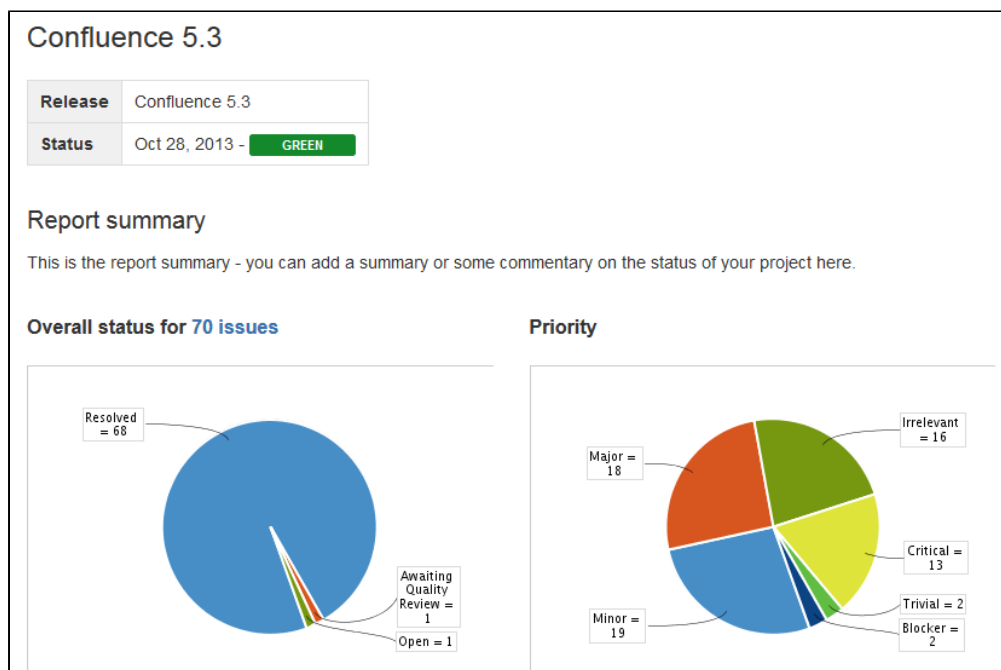 Confluence 5.3
Release Confluence 5.3
Status Oct 28, 2013 - GREEN
Report summary
This is the report summary - you can add a summary or some commentary on the status of your project here.
Overall status for 70 issues
Resolved
= 68
Awaiting
Quality
Review =
1
Open = 1
Priority
Irrelevant
= 16
Major =
18
Critical =
13
Trivial = 2
Blocker =
2
Minor =
19